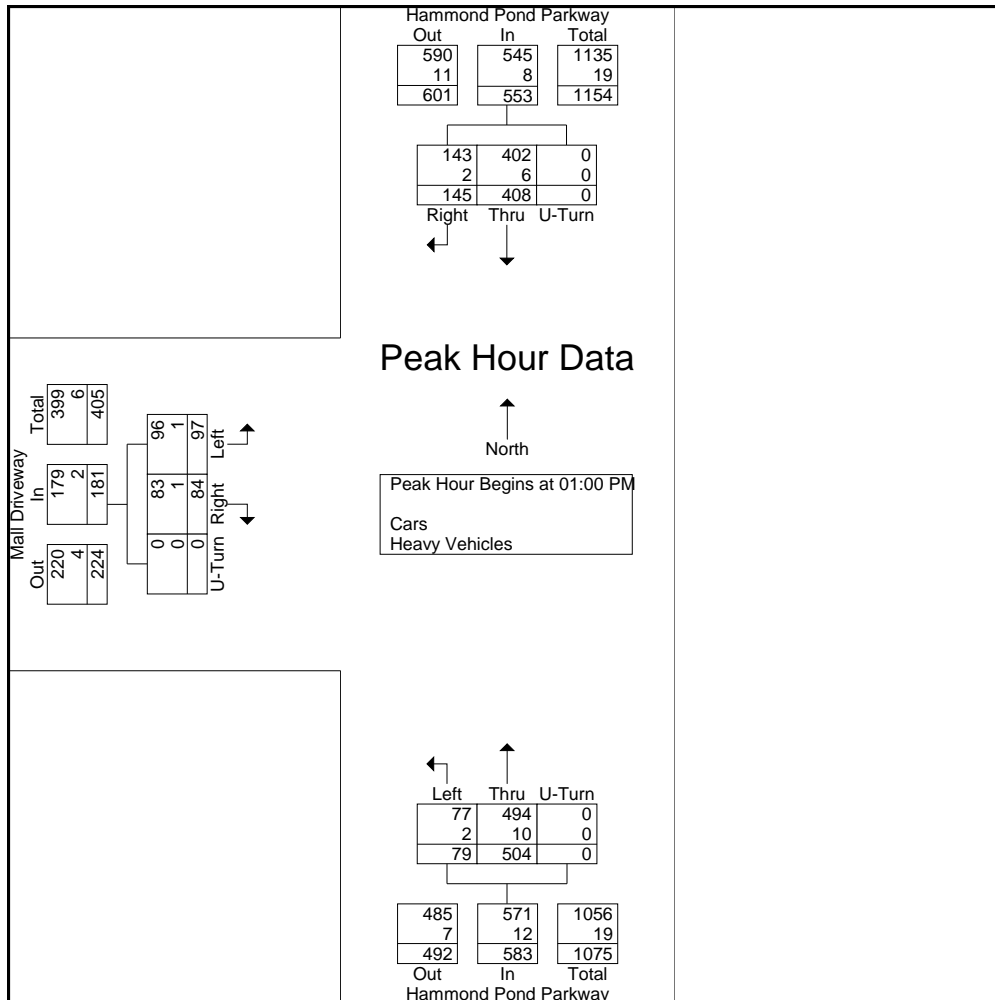 Hammond Pond Parkway
Out In Total
590 545 1135
11 8 19
601 553 1154
143 402 0
2 6 0
145 408 0
Right Thru U-Turn
Peak Hour Data
North
Peak Hour Begins at 01:00 PM
Cars
Heavy Vehicles
Mall Driveway
Out In Total
220 179 399
4 2 6
224 181 405
0 83 96
0 1 1
0 84 97
U-Turn Right Left
Left Thru U-Turn
77 494 0
2 10 0
79 504 0
485 571 1056
7 12 19
492 583 1075
Out In Total
Hammond Pond Parkway